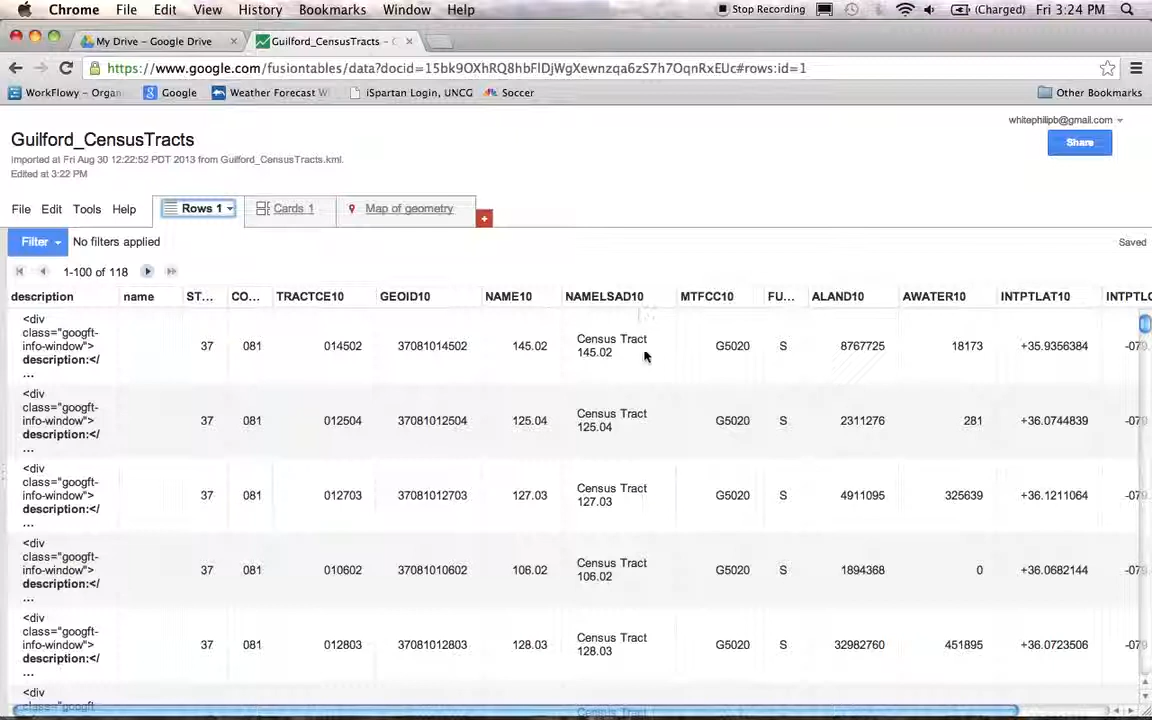 Chrome File Edit View History Bookmarks Window Help Stop Recording (Charged) Fri 3:24 PM
My Drive – Google Drive Guilford_CensusTracts –
https://www.google.com/fusiontables/data?docid=15bk9OXhRQ8hbFlDjWgXewnzqa6zS7h7OqnRxEUc#rows:id=1
WorkFlowy – Organ Google Weather Forecast W iSpartan Login, UNCG Soccer Other Bookmarks
whitephilipb@gmail.com
Guilford_CensusTracts
Share
Imported at Fri Aug 30 12:22:52 PDT 2013 from Guilford_CensusTracts.kml.
Edited at 3:22 PM
File Edit Tools Help Rows 1 Cards 1 Map of geometry +
Filter No filters applied Saved
1-100 of 118
description name ST... CO... TRACTCE10 GEOID10 NAME10 NAMELSAD10 MTFCC10 FU... ALAND10 AWATER10 INTPTLAT10 INTPTLO
<div
class="googft-
info-window">
description:</
...
37 081 014502 37081014502 145.02 Census Tract
145.02 G5020 S 8767725 18173 +35.9356384 -079
<div
class="googft-
info-window">
description:</
...
37 081 012504 37081012504 125.04 Census Tract
125.04 G5020 S 2311276 281 +36.0744839 -079
<div
class="googft-
info-window">
description:</
...
37 081 012703 37081012703 127.03 Census Tract
127.03 G5020 S 4911095 325639 +36.1211064 -079
<div
class="googft-
info-window">
description:</
...
37 081 010602 37081010602 106.02 Census Tract
106.02 G5020 S 1894368 0 +36.0682144 -079
<div
class="googft-
info-window">
description:</
...
37 081 012803 37081012803 128.03 Census Tract
128.03 G5020 S 32982760 451895 +36.0723506 -079
<div
class="googft-
Census Tract